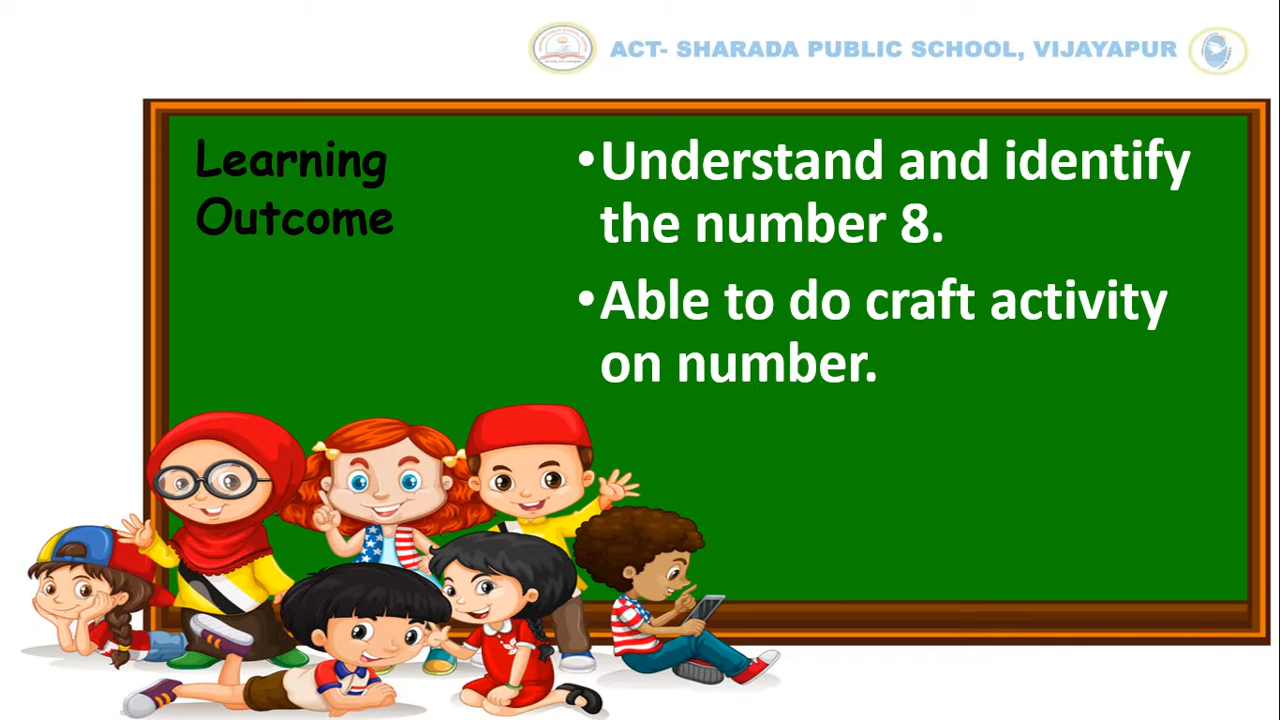 ACT- SHARADA PUBLIC SCHOOL, VIJAYAPUR
Learning
Outcome
•Understand and identify
the number 8.
•Able to do craft activity
on number.